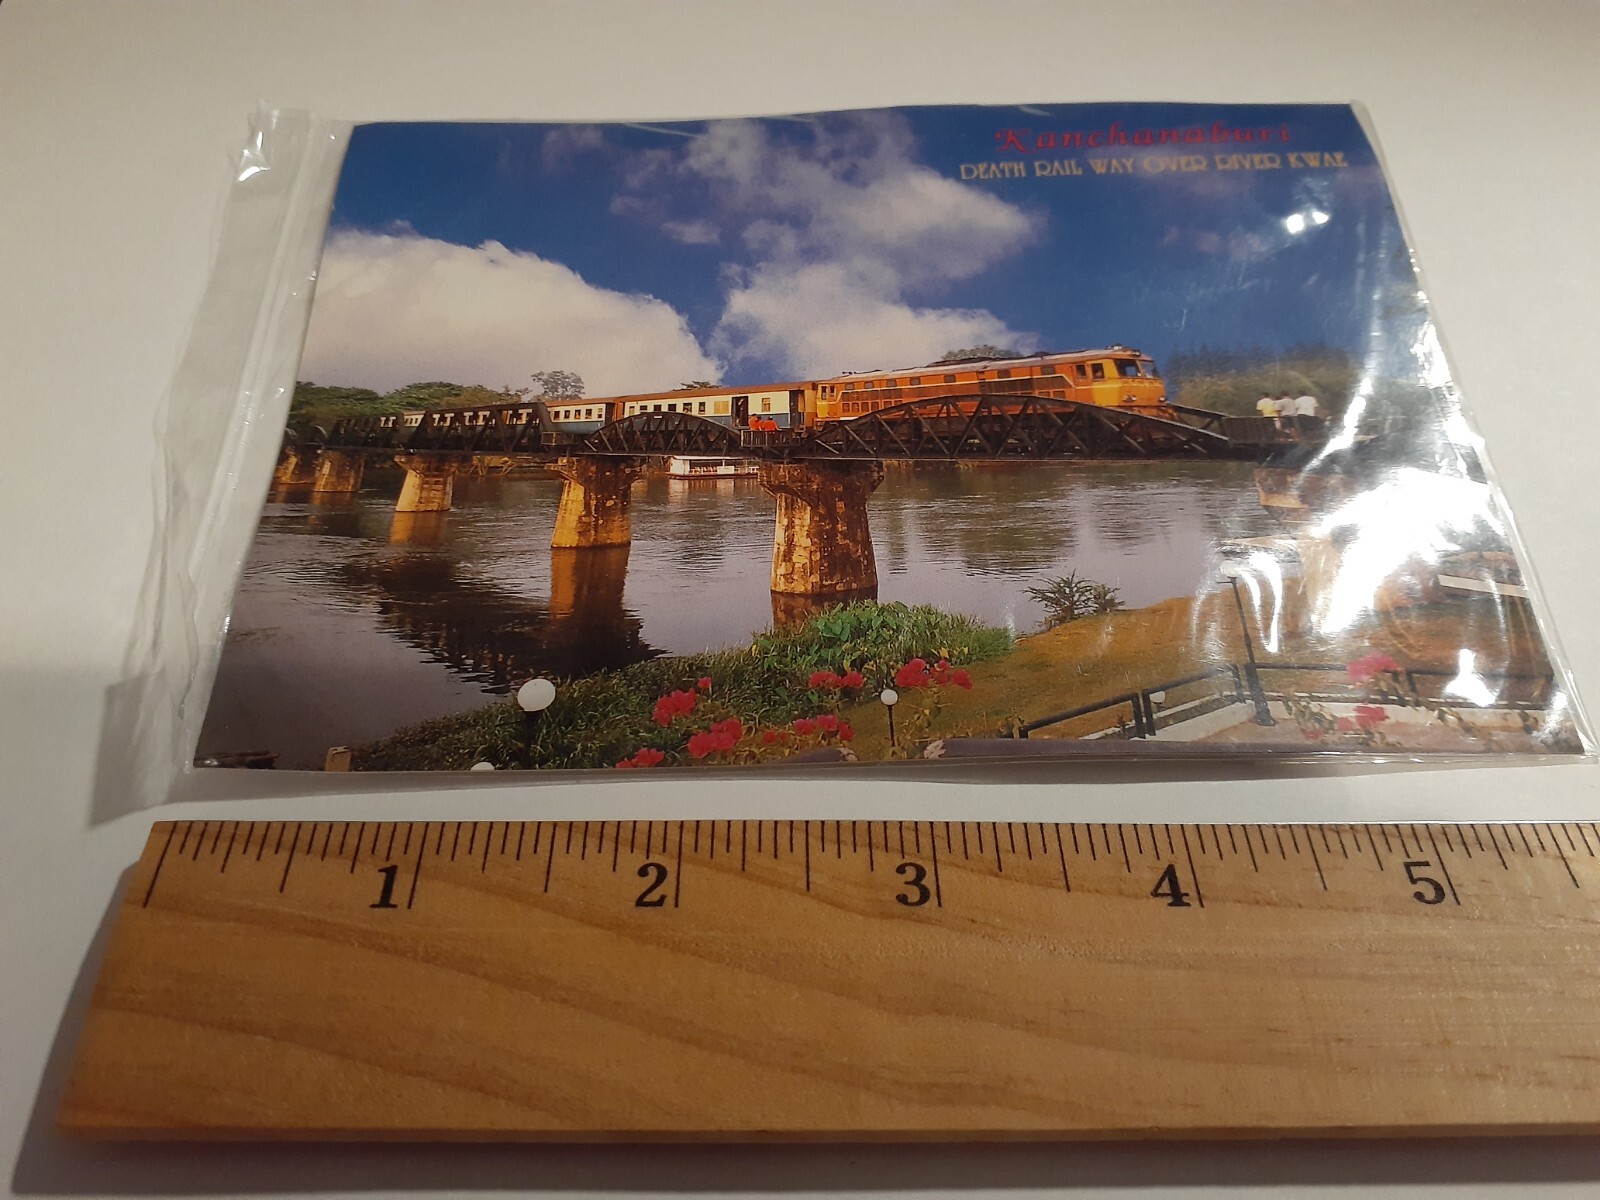 Kanchanaburi
DEATH RAIL WAY OVER RIVER KWAE
1 2 3 4 5